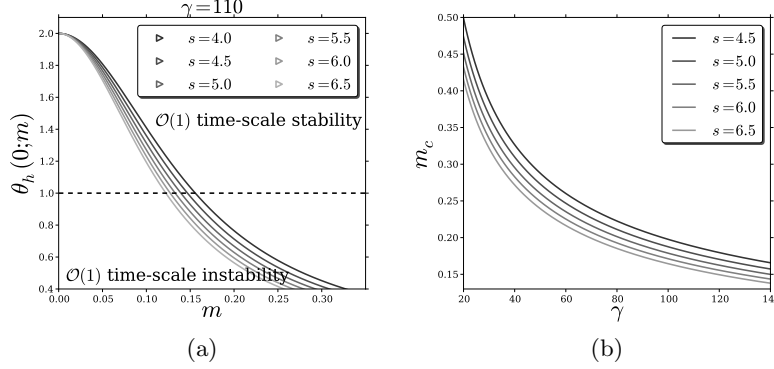 γ=110
2.0
1.8
1.6
1.4
1.2
1.0
0.8
0.6
0.4
θh(0;m)
s=4.0 s=5.5
s=4.5 s=6.0
s=5.0 s=6.5
O(1) time-scale stability
O(1) time-scale instability
0.00 0.05 0.10 0.15 0.20 0.25 0.30
m
(a)
0.50
0.45
0.40
0.35
0.30
0.25
0.20
0.15
mc
s=4.5
s=5.0
s=5.5
s=6.0
s=6.5
20 40 60 80 100 120 14
γ
(b)